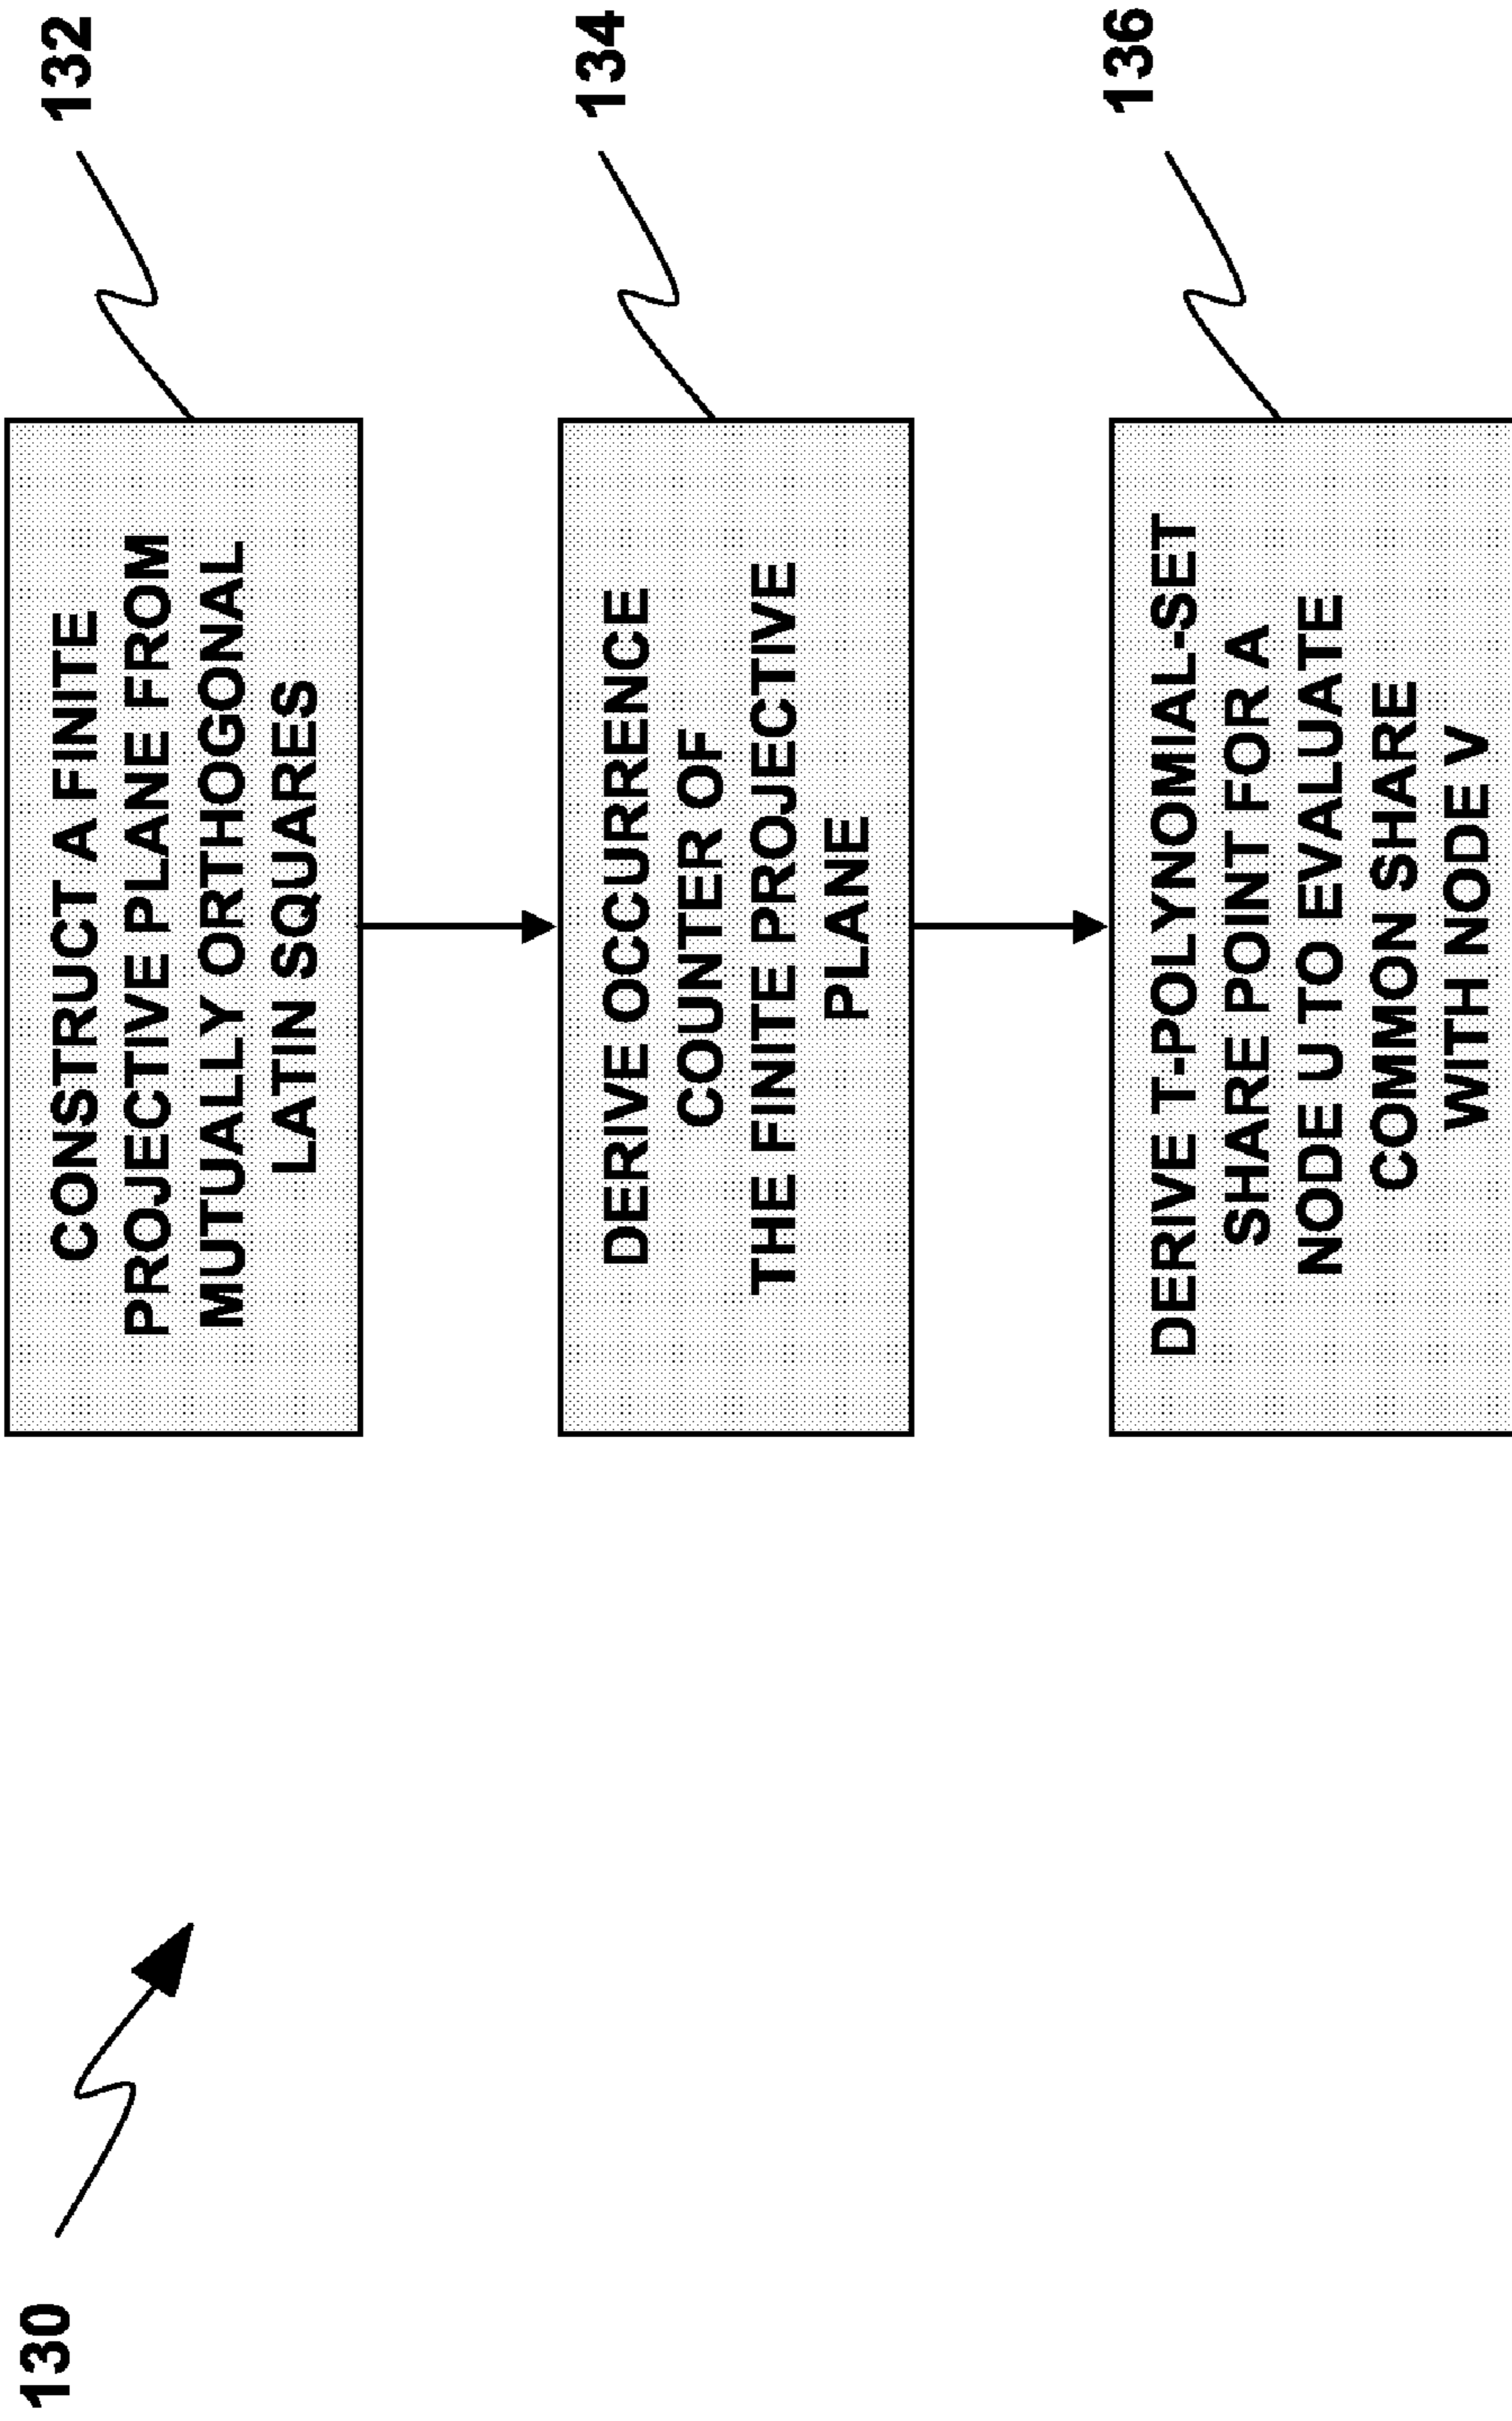 130
CONSTRUCT A FINITE
PROJECTIVE PLANE FROM
MUTUALLY ORTHOGONAL
LATIN SQUARES
132
DERIVE OCCURRENCE
COUNTER OF
THE FINITE PROJECTIVE
PLANE
134
DERIVE T-POLYNOMIAL-SET
SHARE POINT FOR A
NODE U TO EVALUATE
COMMON SHARE
WITH NODE V
136